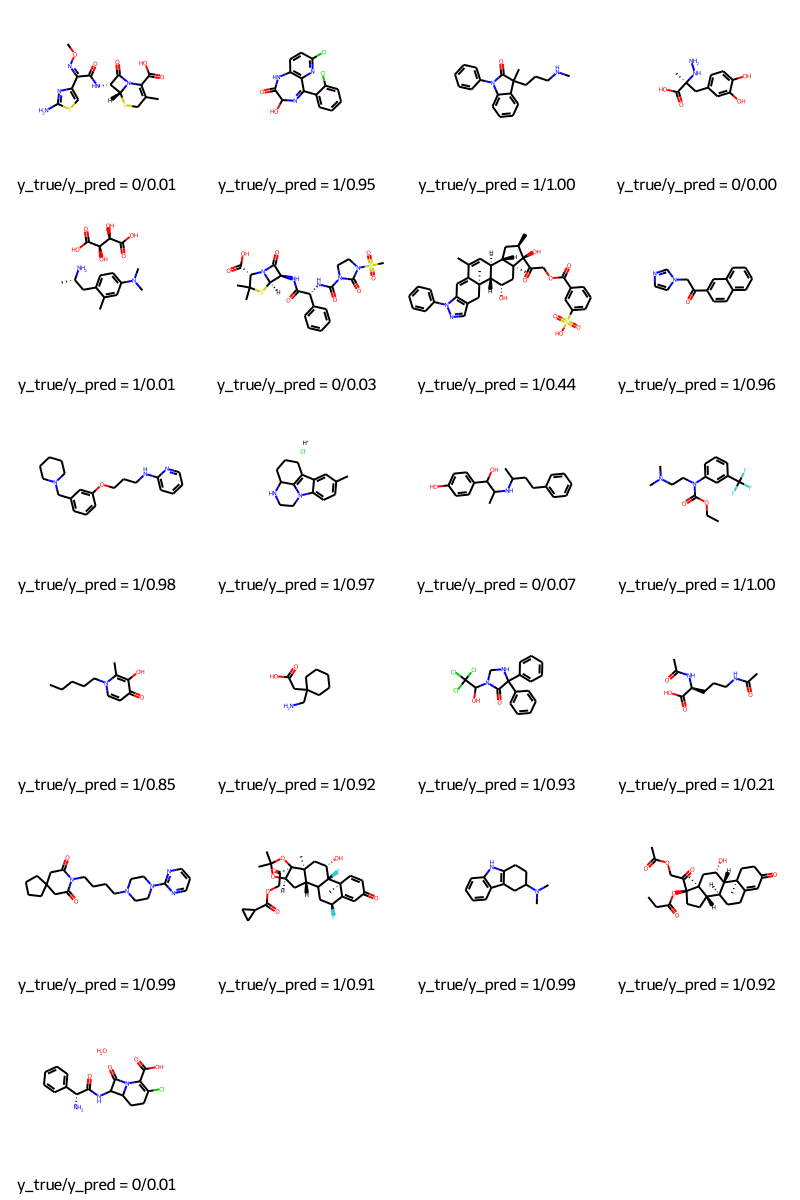 y_true/y_pred = 0/0.01
y_true/y_pred = 1/0.95
y_true/y_pred = 1/1.00
y_true/y_pred = 0/0.00
y_true/y_pred = 1/0.01
y_true/y_pred = 0/0.03
y_true/y_pred = 1/0.44
y_true/y_pred = 1/0.96
y_true/y_pred = 1/0.98
y_true/y_pred = 1/0.97
y_true/y_pred = 0/0.07
y_true/y_pred = 1/1.00
y_true/y_pred = 1/0.85
y_true/y_pred = 1/0.92
y_true/y_pred = 1/0.93
y_true/y_pred = 1/0.21
y_true/y_pred = 1/0.99
y_true/y_pred = 1/0.91
y_true/y_pred = 1/0.99
y_true/y_pred = 1/0.92
y_true/y_pred = 0/0.01